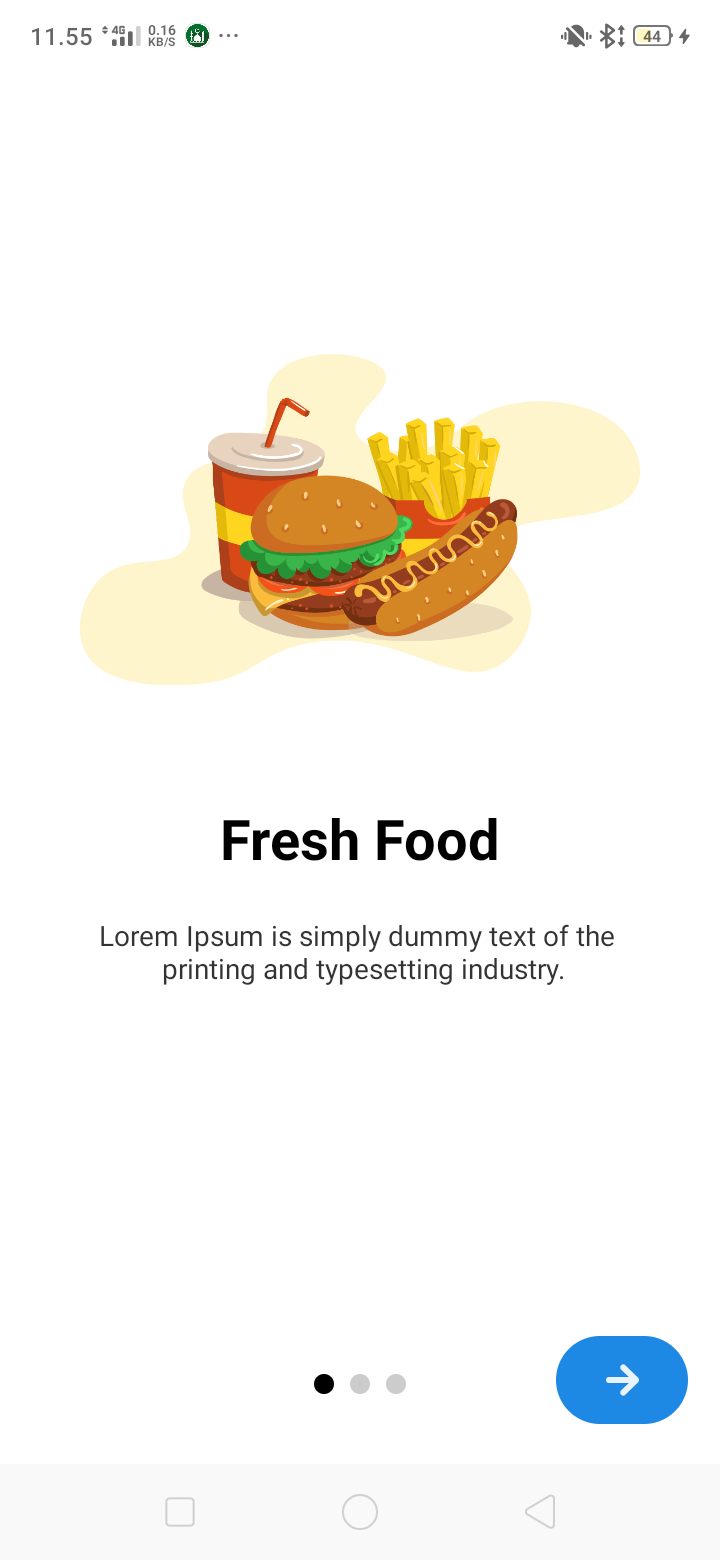 11.55 4G 0.16 KB/S ... 44
Fresh Food
Lorem Ipsum is simply dummy text of the
printing and typesetting industry.